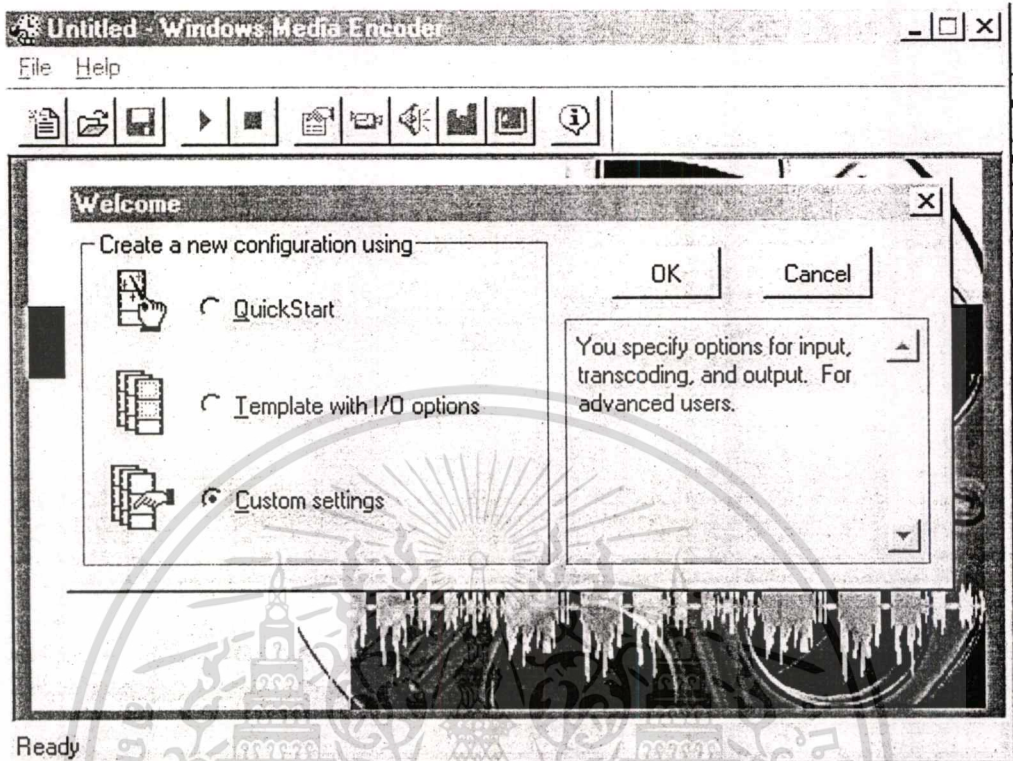 Untitled - Windows Media Encoder
File Help
Welcome
Create a new configuration using
QuickStart
Template with I/O options
Custom settings
OK
Cancel
You specify options for input,
transcoding, and output. For
advanced users.
Ready